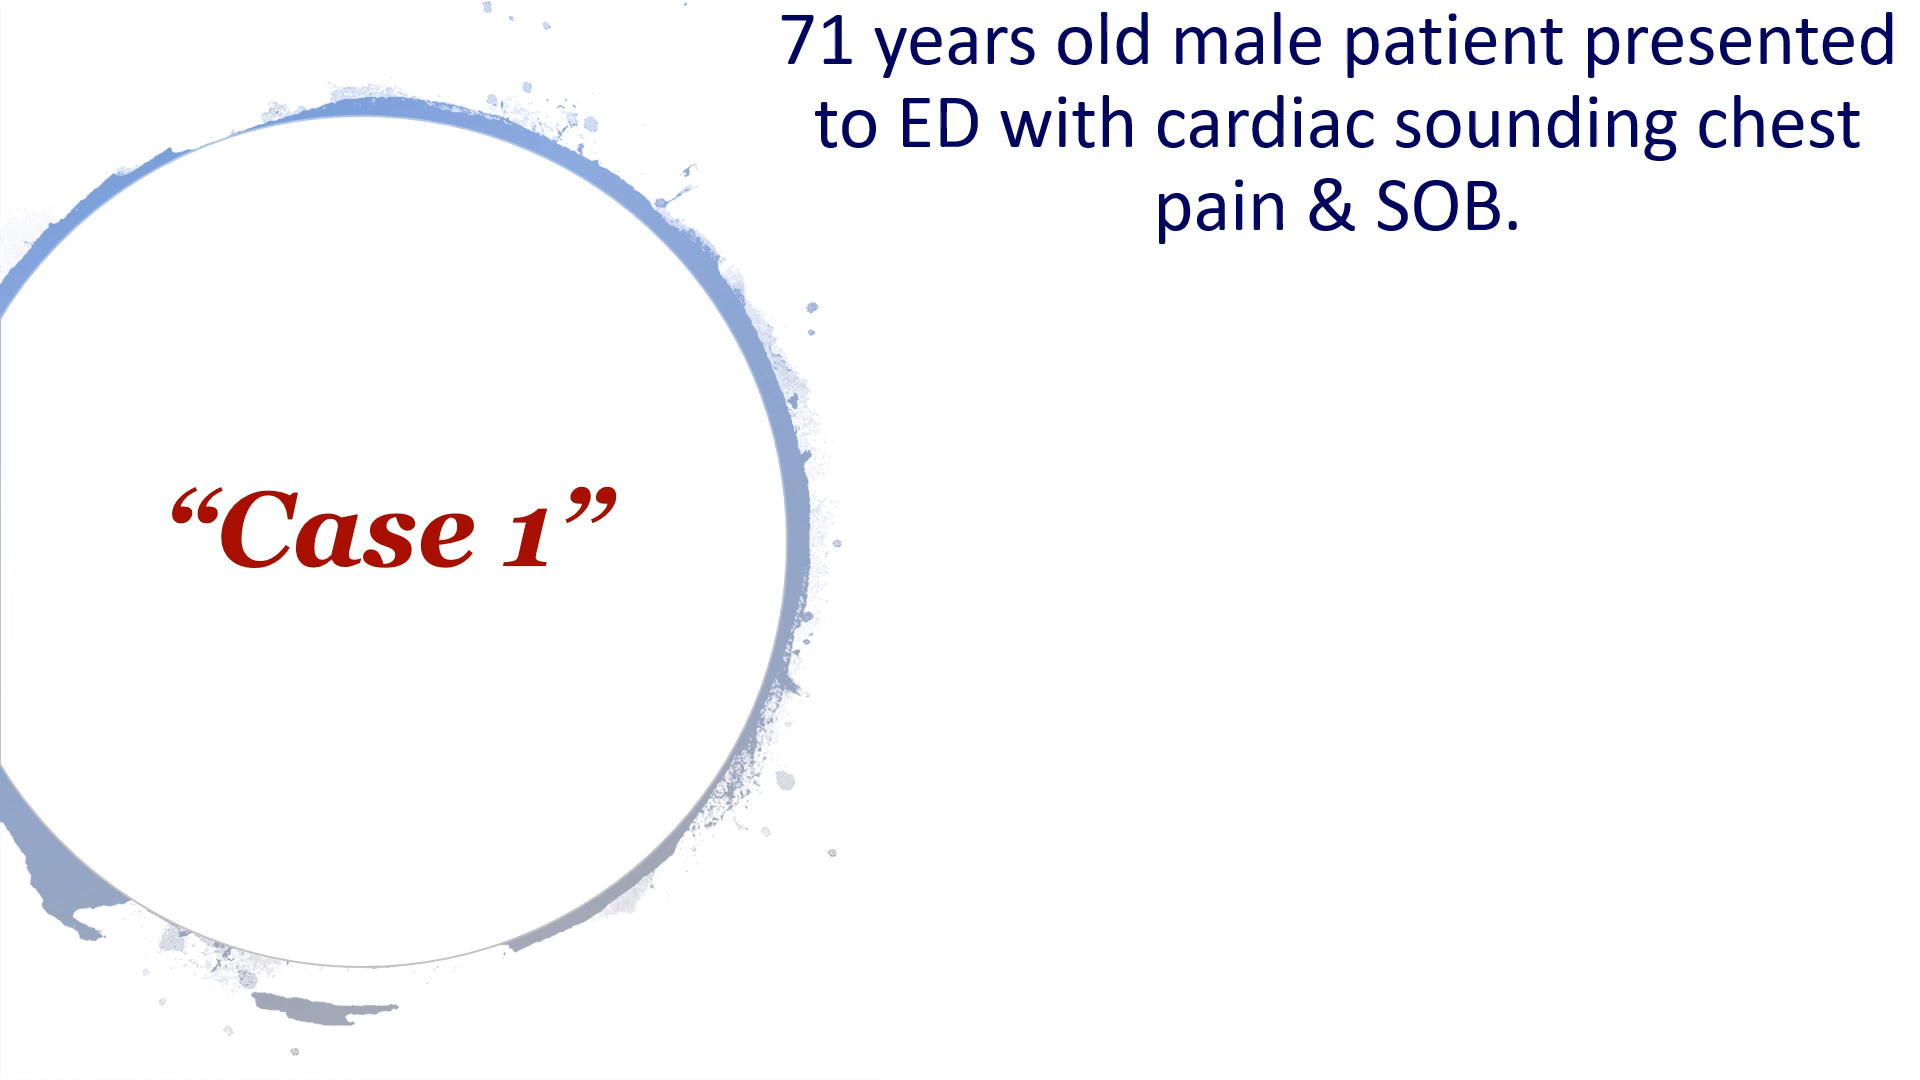 71 years old male patient presented
to ED with cardiac sounding chest
pain & SOB.
“Case 1”